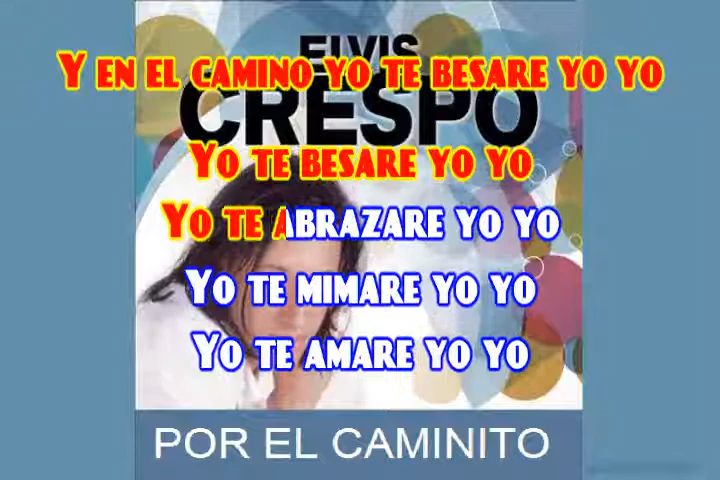 ELVIS
Y EN EL CAMINO YO TE BESARE YO YO
CRESPO
YO TE BESARE YO YO
YO TE ABRAZARE YO YO
YO TE MIMARE YO YO
YO TE AMARE YO YO
POR EL CAMINITO